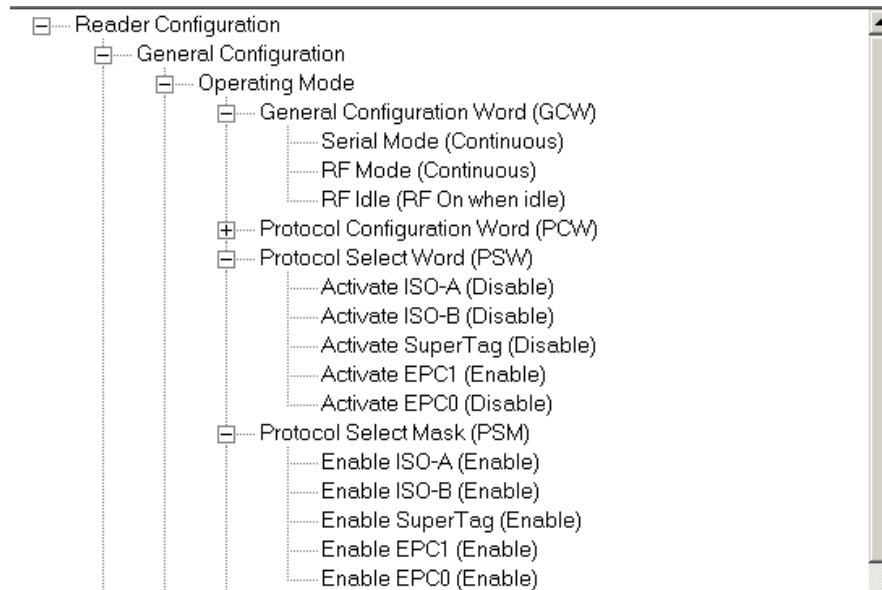 Reader Configuration
General Configuration
Operating Mode
General Configuration Word (GCW)
Serial Mode (Continuous)
RF Mode (Continuous)
RF Idle (RF On when idle)
Protocol Configuration Word (PCW)
Protocol Select Word (PSW)
Activate ISO-A (Disable)
Activate ISO-B (Disable)
Activate SuperTag (Disable)
Activate EPC1 (Enable)
Activate EPC0 (Disable)
Protocol Select Mask (PSM)
Enable ISO-A (Enable)
Enable ISO-B (Enable)
Enable SuperTag (Enable)
Enable EPC1 (Enable)
Enable EPC0 (Enable)